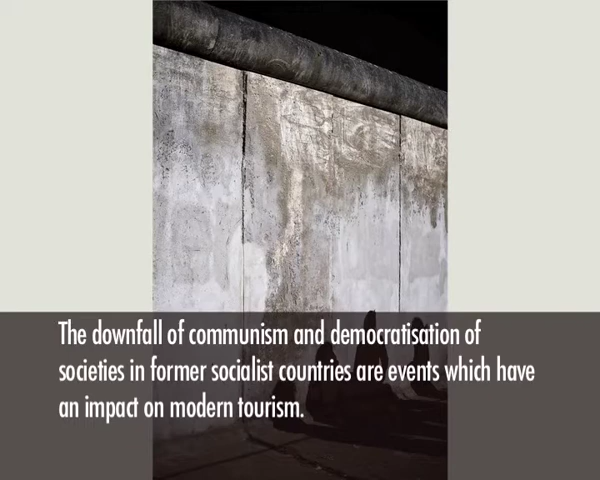 The downfall of communism and democratisation of
societies in former socialist countries are events which have
an impact on modern tourism.